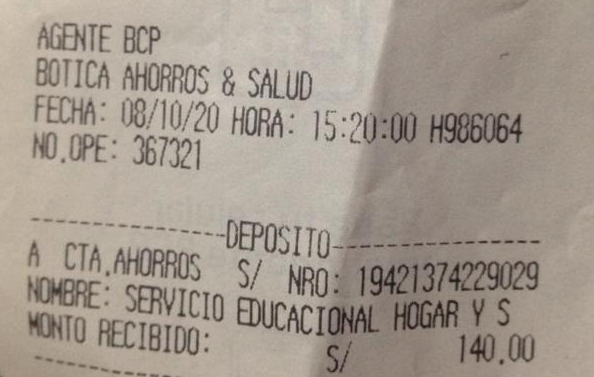 AGENTE BCP
BOTICA AHORROS & SALUD
FECHA: 08/10/20 HORA: 15:20:00 H986064
NO.OPE: 367321
--------------------DEPOSITO----------------------
A CTA.AHORROS S/ NRO: 19421374229029
NOMBRE: SERVICIO EDUCACIONAL HOGAR Y S
MONTO RECIBIDO: S/ 140.00